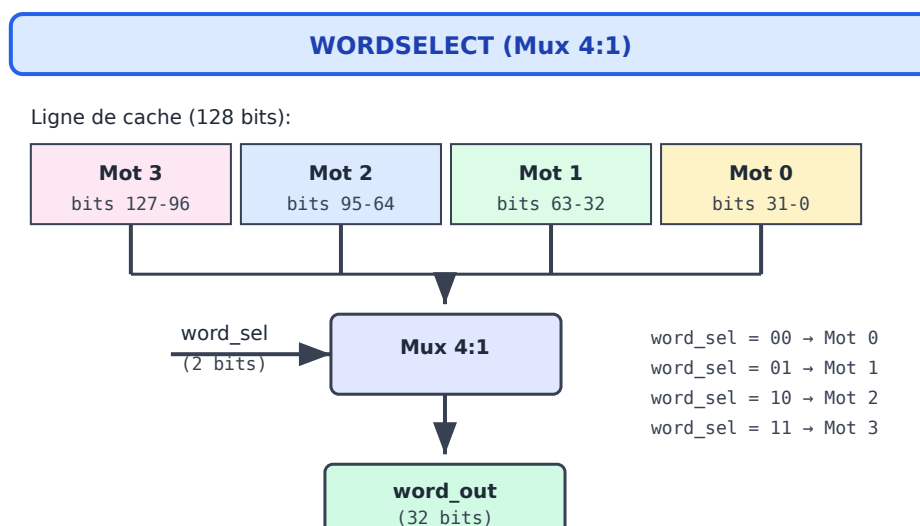 WORDSELECT (Mux 4:1)
Ligne de cache (128 bits):
Mot 3
bits 127-96
Mot 2
bits 95-64
Mot 1
bits 63-32
Mot 0
bits 31-0
word_sel
(2 bits)
Mux 4:1
word_sel = 00 → Mot 0
word_sel = 01 → Mot 1
word_sel = 10 → Mot 2
word_sel = 11 → Mot 3
word_out
(32 bits)